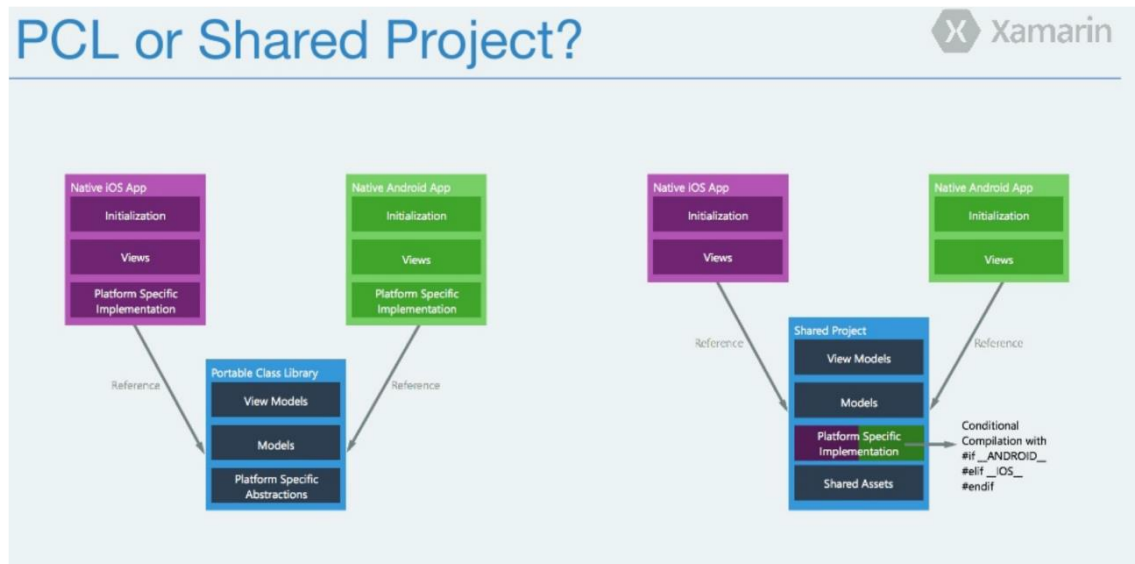 PCL or Shared Project?
Xamarin
Native iOS App
Initialization
Views
Platform Specific
Implementation
Native Android App
Initialization
Views
Platform Specific
Implementation
Reference
Reference
Portable Class Library
View Models
Models
Platform Specific
Abstractions
Native iOS App
Initialization
Views
Native Android App
Initialization
Views
Reference
Reference
Shared Project
View Models
Models
Platform Specific
Implementation
Shared Assets
Conditional
Compilation with
#if __ANDROID__
#elif __IOS__
#endif